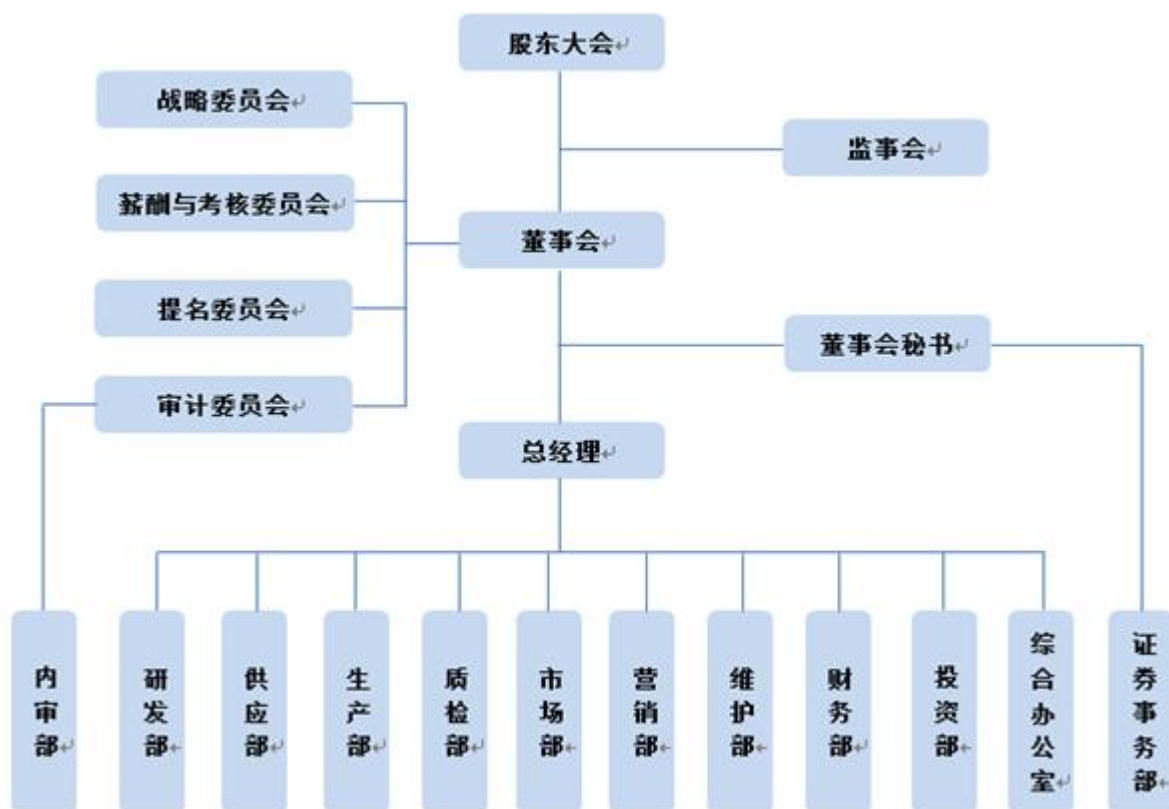 股东大会
战略委员会
监事会
薪酬与考核委员会
董事会
提名委员会
董事会秘书
审计委员会
总经理
内审部
研发部
供应部
生产部
质检部
市场部
营销部
维护部
财务部
投资部
综合办公室
证券事务部